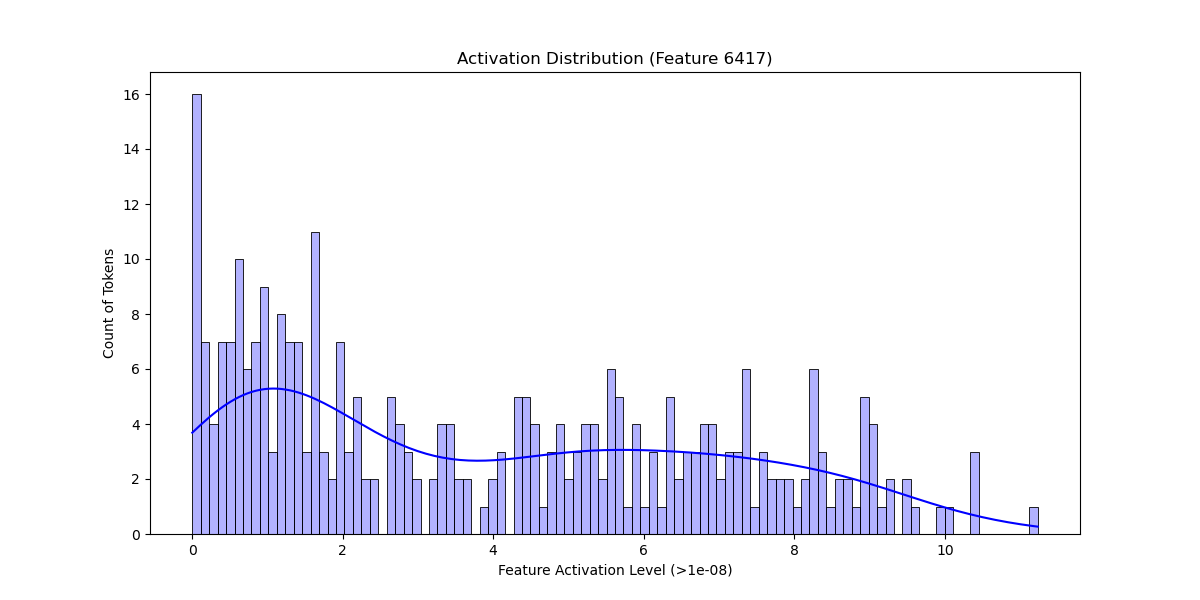 Activation Distribution (Feature 6417)
16
14
12
10
8
6
4
2
0
Count of Tokens
0 2 4 6 8 10
Feature Activation Level (>1e-08)